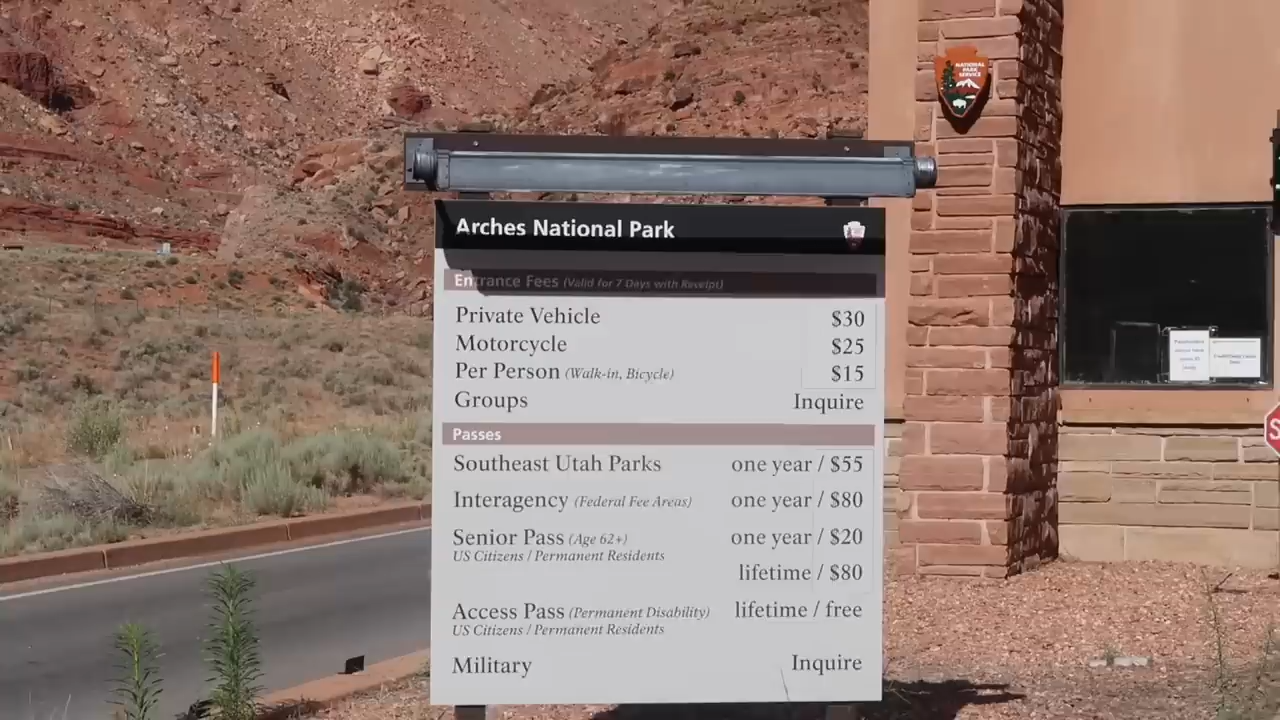 NATIONAL
PARK
SERVICE
Arches National Park
Entrance Fees (Valid for 7 Days with Receipt)
Private Vehicle $30
Motorcycle $25
Per Person (Walk-in, Bicycle) $15
Groups Inquire
Passes
Southeast Utah Parks one year / $55
Interagency (Federal Fee Areas) one year / $80
Senior Pass (Age 62+) one year / $20
US Citizens / Permanent Residents
lifetime / $80
Access Pass (Permanent Disability) lifetime / free
US Citizens / Permanent Residents
Military Inquire